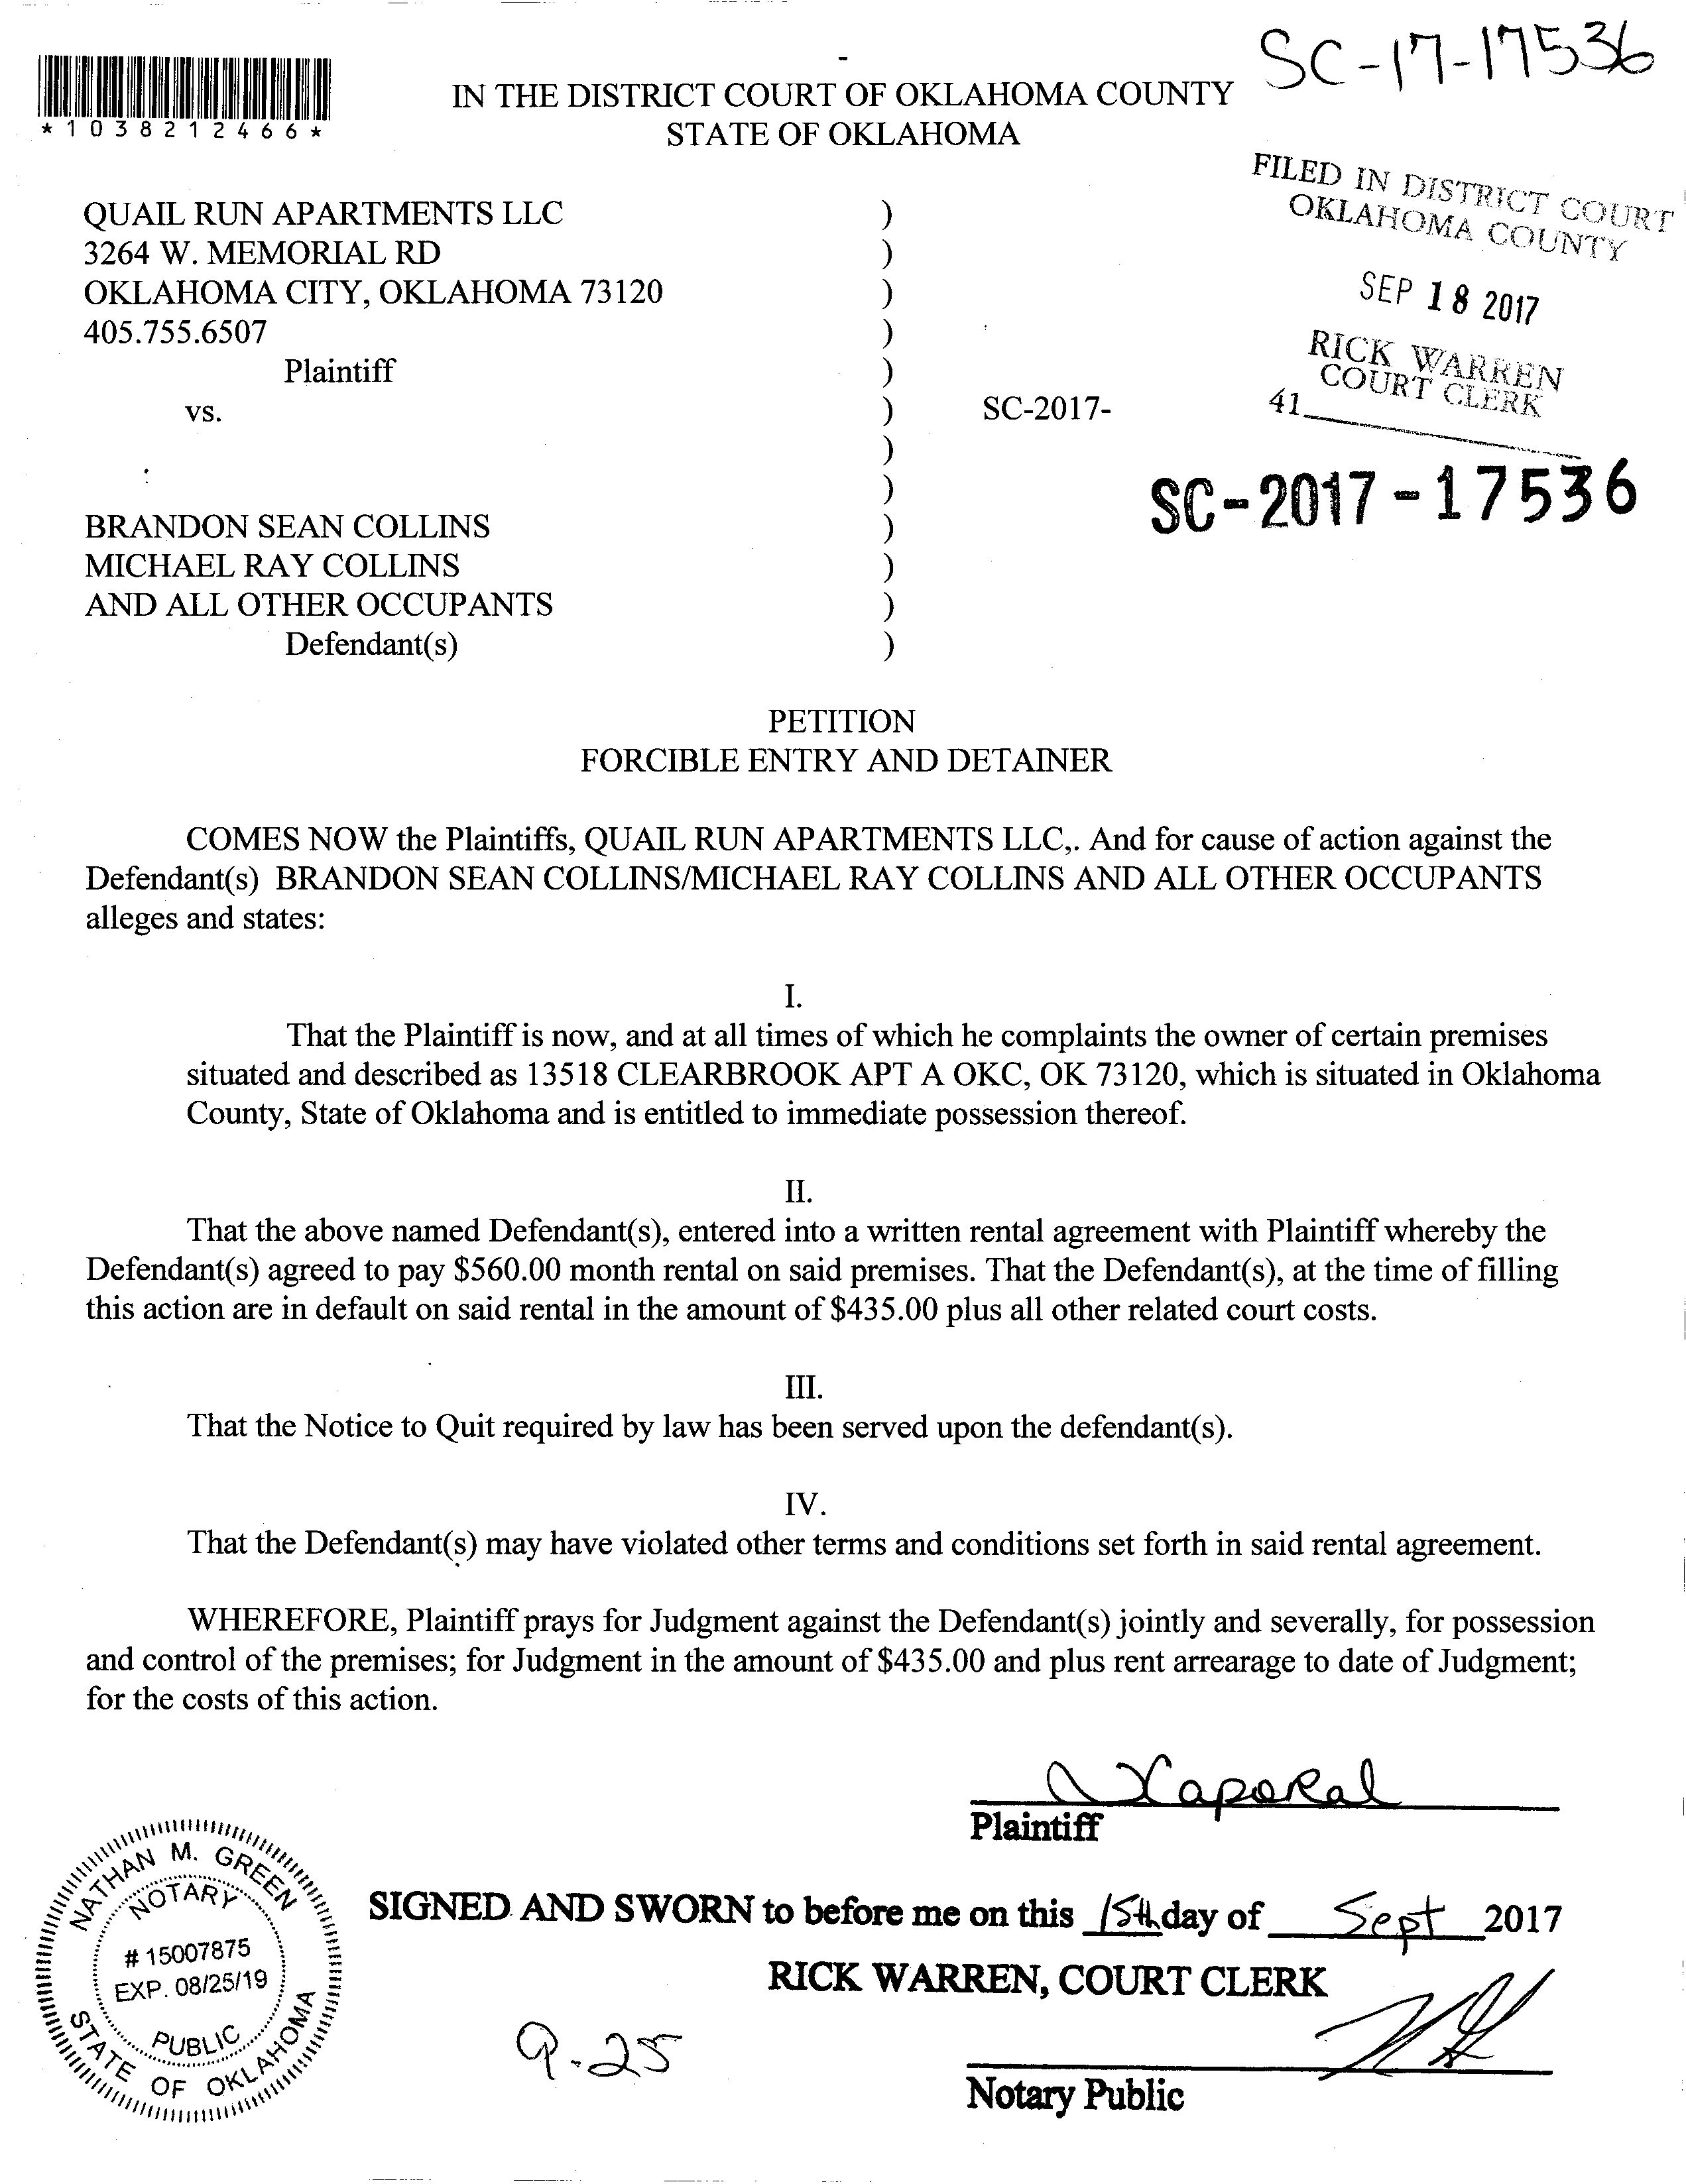 SC-17-17536
*1038212466*
IN THE DISTRICT COURT OF OKLAHOMA COUNTY
STATE OF OKLAHOMA
FILED IN DISTRICT COURT
OKLAHOMA COUNTY
SEP 18 2017
RICK WARREN
COURT CLERK
41
QUAIL RUN APARTMENTS LLC )
3264 W. MEMORIAL RD )
OKLAHOMA CITY, OKLAHOMA 73120 )
405.755.6507 )
Plaintiff )
vs. ) SC-2017-
)
)
SC-2017-17536
BRANDON SEAN COLLINS )
MICHAEL RAY COLLINS )
AND ALL OTHER OCCUPANTS )
Defendant(s) )
PETITION
FORCIBLE ENTRY AND DETAINER
COMES NOW the Plaintiffs, QUAIL RUN APARTMENTS LLC,. And for cause of action against the
Defendant(s) BRANDON SEAN COLLINS/MICHAEL RAY COLLINS AND ALL OTHER OCCUPANTS
alleges and states:
I.
That the Plaintiff is now, and at all times of which he complaints the owner of certain premises
situated and described as 13518 CLEARBROOK APT A OKC, OK 73120, which is situated in Oklahoma
County, State of Oklahoma and is entitled to immediate possession thereof.
II.
That the above named Defendant(s), entered into a written rental agreement with Plaintiff whereby the
Defendant(s) agreed to pay $560.00 month rental on said premises. That the Defendant(s), at the time of filling
this action are in default on said rental in the amount of $435.00 plus all other related court costs.
III.
That the Notice to Quit required by law has been served upon the defendant(s).
IV.
That the Defendant(s) may have violated other terms and conditions set forth in said rental agreement.
WHEREFORE, Plaintiff prays for Judgment against the Defendant(s) jointly and severally, for possession
and control of the premises; for Judgment in the amount of $435.00 and plus rent arrearage to date of Judgment;
for the costs of this action.
Plaintiff
NATHAN M. GREEN
NOTARY
# 15007875
EXP. 08/25/19
PUBLIC
STATE OF OKLAHOMA
SIGNED AND SWORN to before me on this 15th day of Sept 2017
RICK WARREN, COURT CLERK
9-25
Notary Public